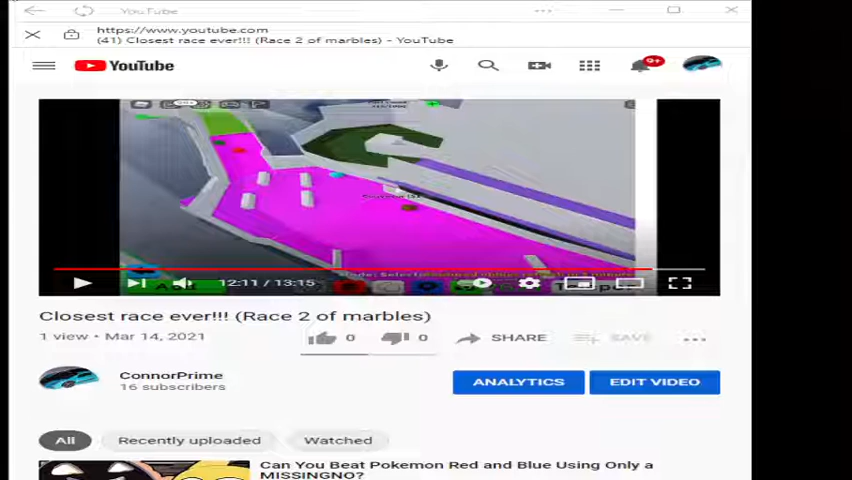 YouTube
https://www.youtube.com
(41) Closest race ever!!! (Race 2 of marbles) - YouTube
YouTube
9+
12:11 / 13:15
Closest race ever!!! (Race 2 of marbles)
1 view • Mar 14, 2021
0
0
SHARE
SAVE
ConnorPrime
16 subscribers
ANALYTICS
EDIT VIDEO
All
Recently uploaded
Watched
Can You Beat Pokemon Red and Blue Using Only a
MISSINGNO?